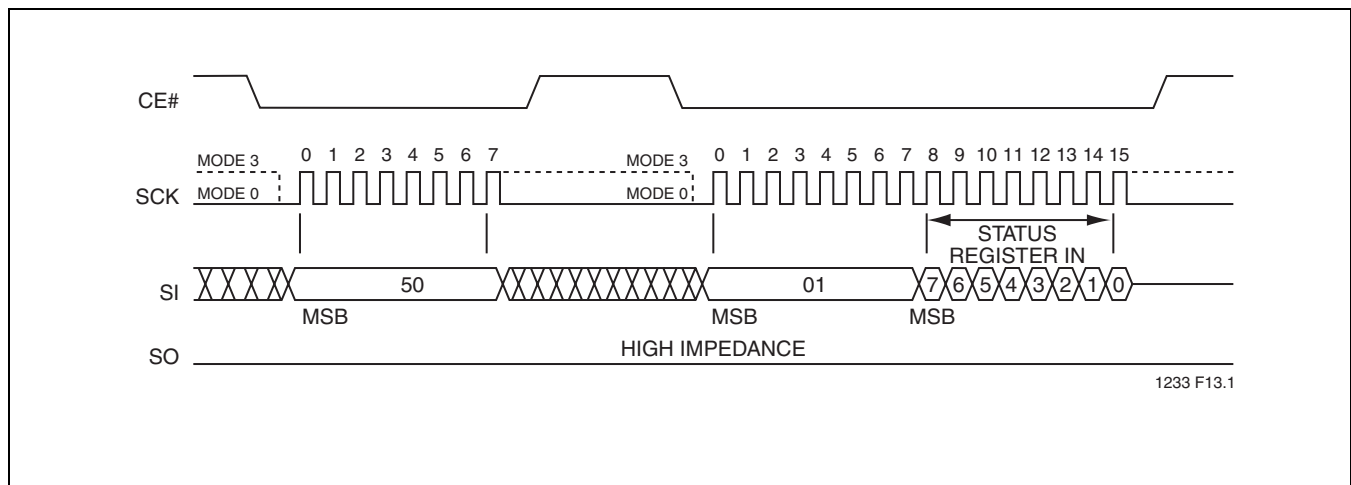 CE#
MODE 3 0 1 2 3 4 5 6 7 MODE 3 0 1 2 3 4 5 6 7 8 9 10 11 12 13 14 15
SCK MODE 0 MODE 0
STATUS
REGISTER IN
SI 50 01 7 6 5 4 3 2 1 0
MSB MSB MSB
SO HIGH IMPEDANCE
1233 F13.1